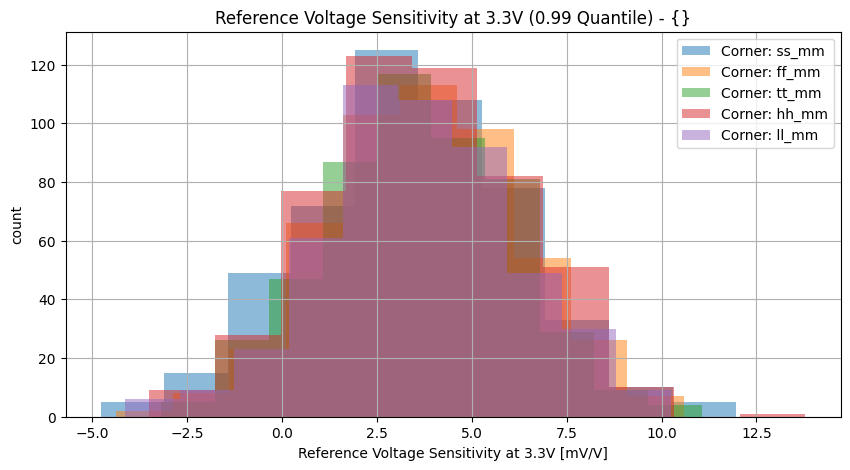 Reference Voltage Sensitivity at 3.3V (0.99 Quantile) - {}
Corner: ss_mm
Corner: ff_mm
Corner: tt_mm
Corner: hh_mm
Corner: ll_mm
count
120
100
80
60
40
20
0
−5.0 −2.5 0.0 2.5 5.0 7.5 10.0 12.5
Reference Voltage Sensitivity at 3.3V [mV/V]